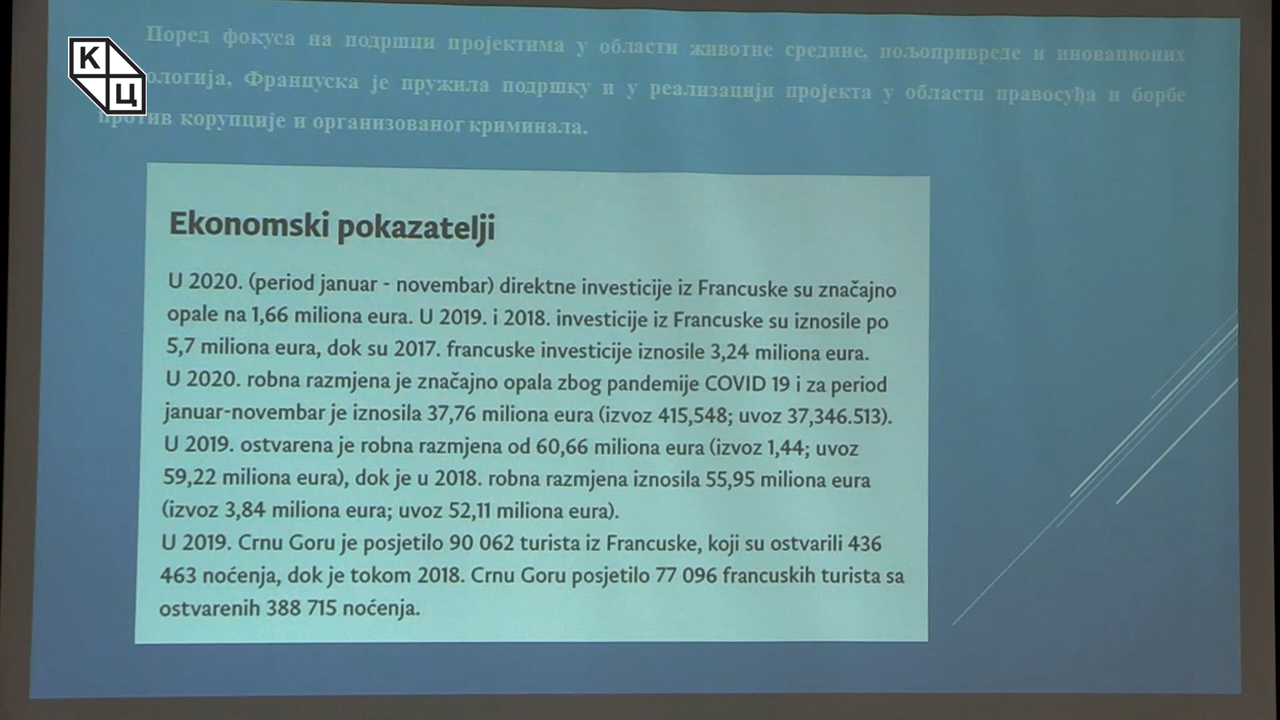 Поред фокуса на подршци пројектима у области животне средине, пољопривреде и иновационих
ологија, Француска је пружила подршку и у реализацији пројекта у области правосуђа и борбе
против корупције и организованог криминала.
К
Ц
Ekonomski pokazatelji
U 2020. (period januar - novembar) direktne investicije iz Francuske su značajno
opale na 1,66 miliona eura. U 2019. i 2018. investicije iz Francuske su iznosile po
5,7 miliona eura, dok su 2017. francuske investicije iznosile 3,24 miliona eura.
U 2020. robna razmjena je značajno opala zbog pandemije COVID 19 i za period
januar-novembar je iznosila 37,76 miliona eura (izvoz 415,548; uvoz 37,346.513).
U 2019. ostvarena je robna razmjena od 60,66 miliona eura (izvoz 1,44; uvoz
59,22 miliona eura), dok je u 2018. robna razmjena iznosila 55,95 miliona eura
(izvoz 3,84 miliona eura; uvoz 52,11 miliona eura).
U 2019. Crnu Goru je posjetilo 90 062 turista iz Francuske, koji su ostvarili 436
463 noćenja, dok je tokom 2018. Crnu Goru posjetilo 77 096 francuskih turista sa
ostvarenih 388 715 noćenja.